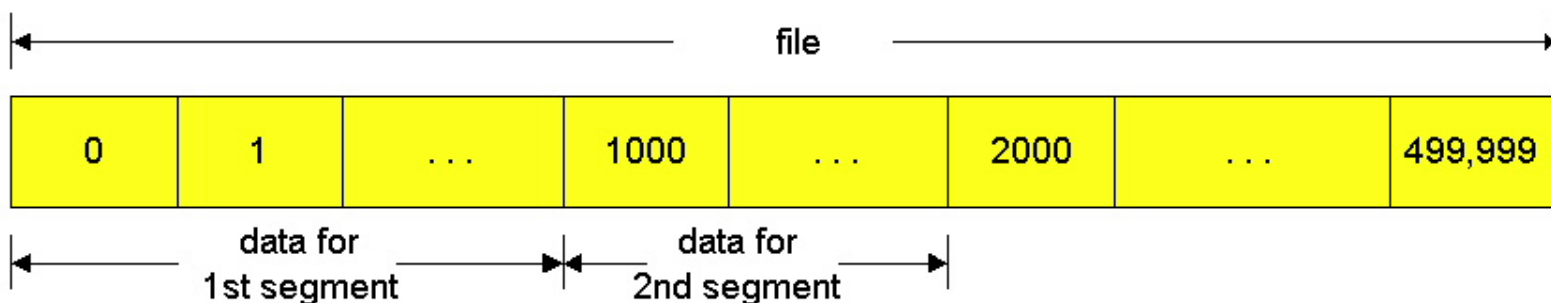 file
0 1 . . . 1000 . . . 2000 . . . 499,999
data for
1st segment
data for
2nd segment